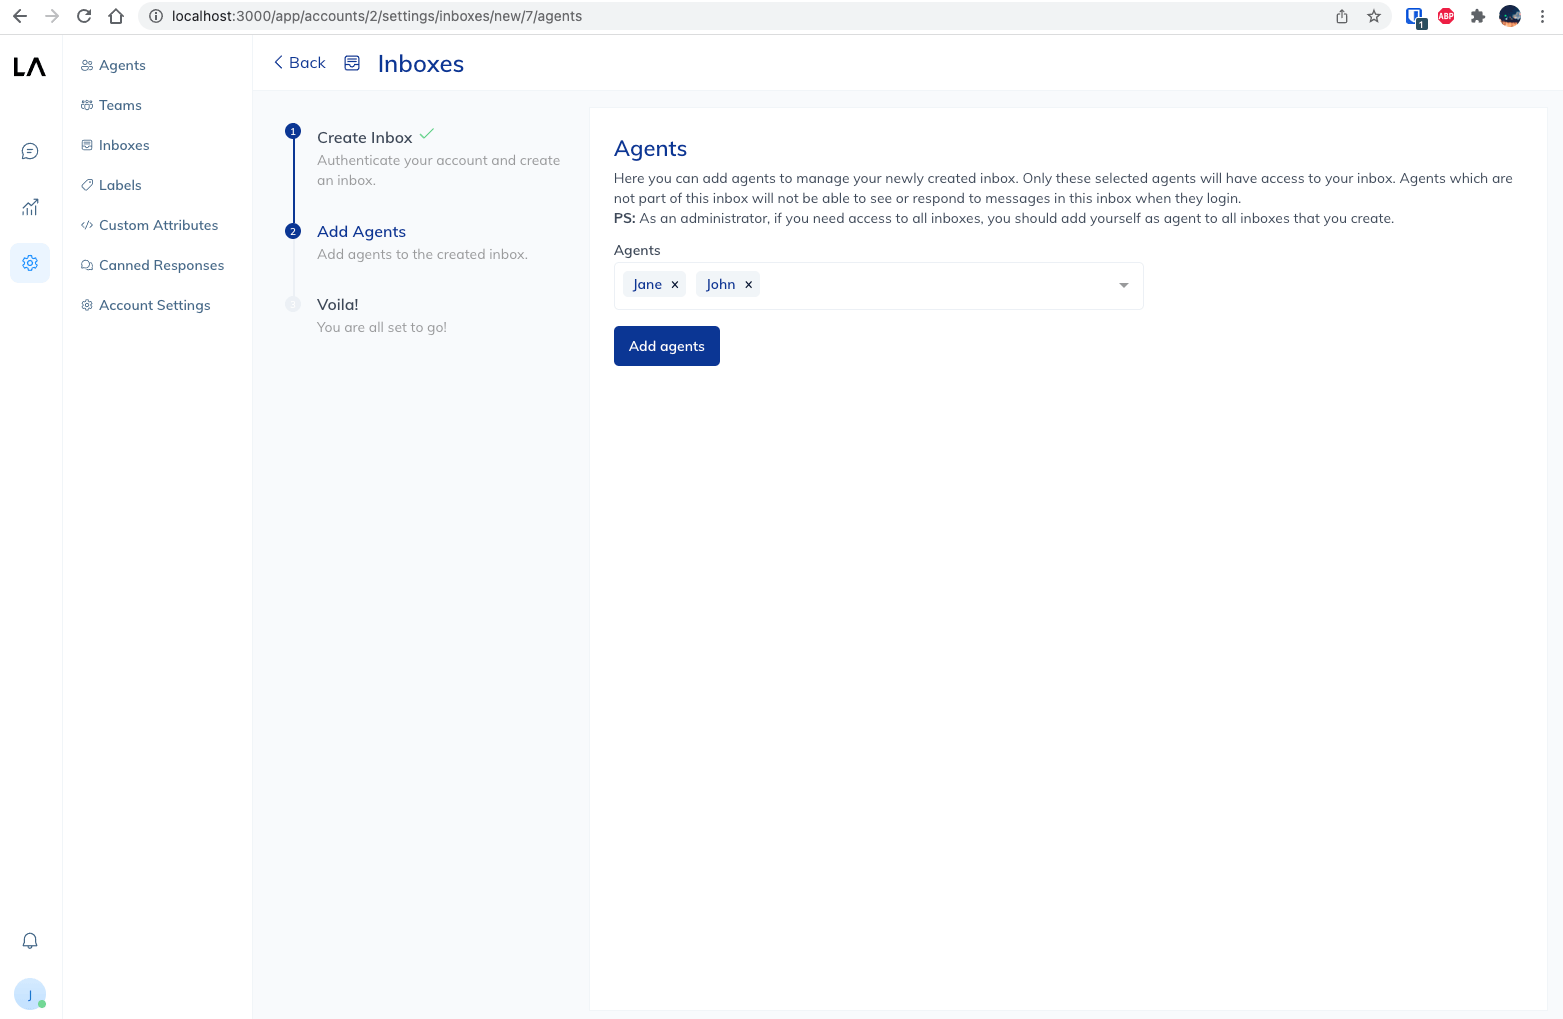 localhost:3000/app/accounts/2/settings/inboxes/new/7/agents
1
ABP
LA
Agents
Teams
Inboxes
Labels
Custom Attributes
Canned Responses
Account Settings
J
Back
Inboxes
1
Create Inbox
Authenticate your account and create
an inbox.
2
Add Agents
Add agents to the created inbox.
3
Voila!
You are all set to go!
Agents
Here you can add agents to manage your newly created inbox. Only these selected agents will have access to your inbox. Agents which are
not part of this inbox will not be able to see or respond to messages in this inbox when they login.
PS: As an administrator, if you need access to all inboxes, you should add yourself as agent to all inboxes that you create.
Agents
Jane × John ×
Add agents